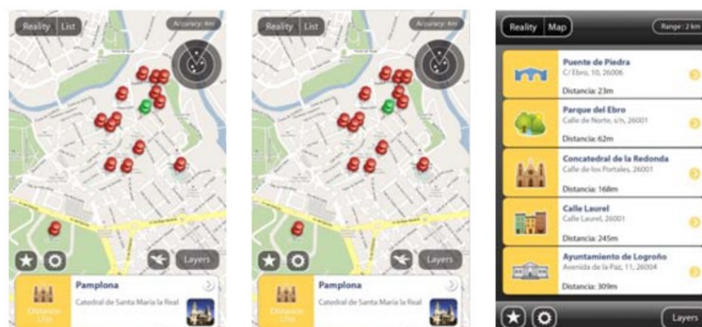 Reality List
Accuracy: 4m
Layers
Pamplona
Catedral de Santa María la Real
Distancia
Reality List
Accuracy: 4m
Layers
Pamplona
Catedral de Santa María la Real
Distancia
Reality Map
Range: 2 km
Puente de Piedra
C/ Ebro, 10, 26006
Distancia: 23m
Parque del Ebro
Calle de Norte, s/n, 26001
Distancia: 62m
Concatedral de la Redonda
Calle de los Portales, 26001
Distancia: 168m
Calle Laurel
Calle Laurel, 26001
Distancia: 245m
Ayuntamiento de Logroño
Avenida de la Paz, 11, 26004
Distancia: 309m
Layers